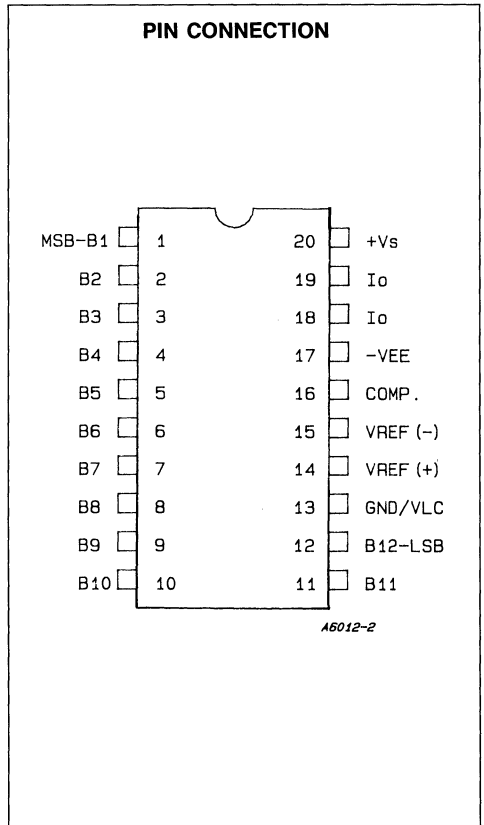 PIN CONNECTION
MSB-B1 1 20 +Vs
B2 2 19 Io
B3 3 18 Io
B4 4 17 -VEE
B5 5 16 COMP.
B6 6 15 VREF (-)
B7 7 14 VREF (+)
B8 8 13 GND/VLC
B9 9 12 B12-LSB
B10 10 11 B11
A6012-2